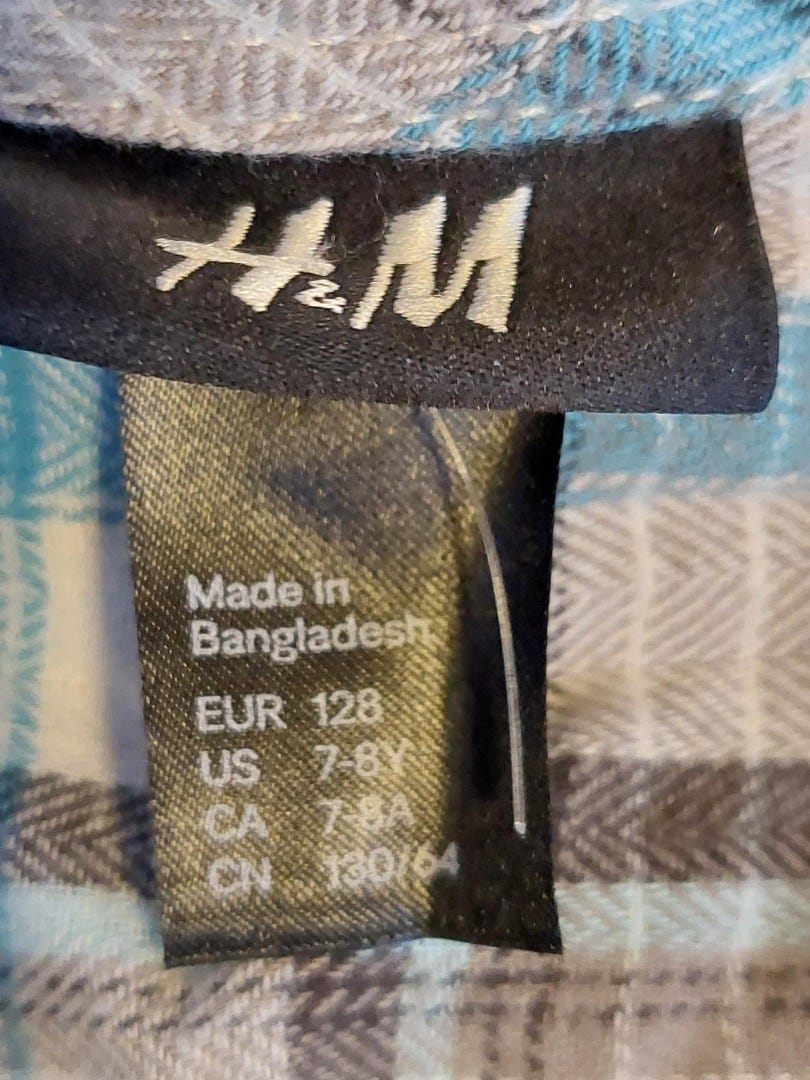 H&M
Made in
Bangladesh
EUR 128
US 7-8Y
CA 7-8A
CN 130/64